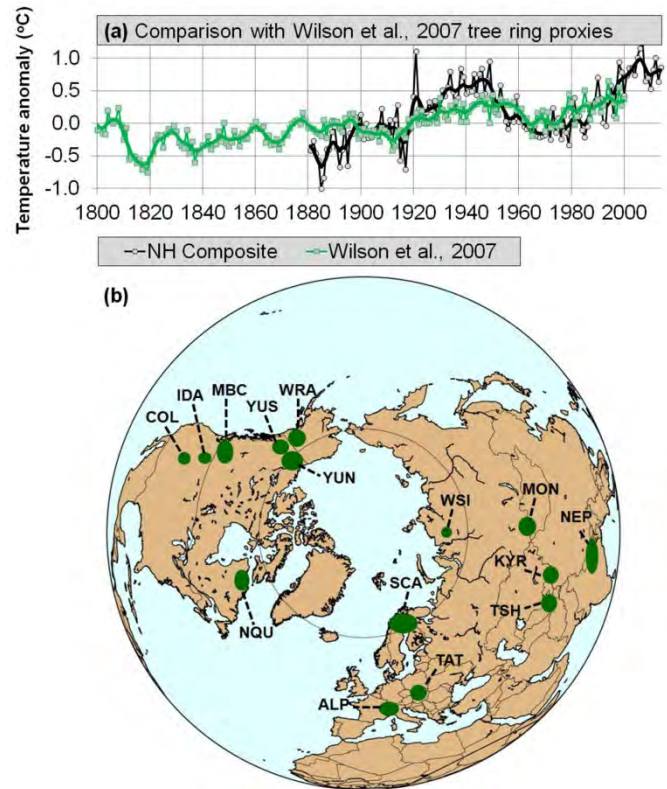 (a) Comparison with Wilson et al., 2007 tree ring proxies
Temperature anomaly (ºC)
1.0
0.5
0.0
-0.5
-1.0
1800 1820 1840 1860 1880 1900 1920 1940 1960 1980 2000
NH Composite Wilson et al., 2007
(b)
COL IDA MBC YUS WRA
YUN
WSI MON NEP
KYR
TSH
SCA
NQU
TAT
ALP